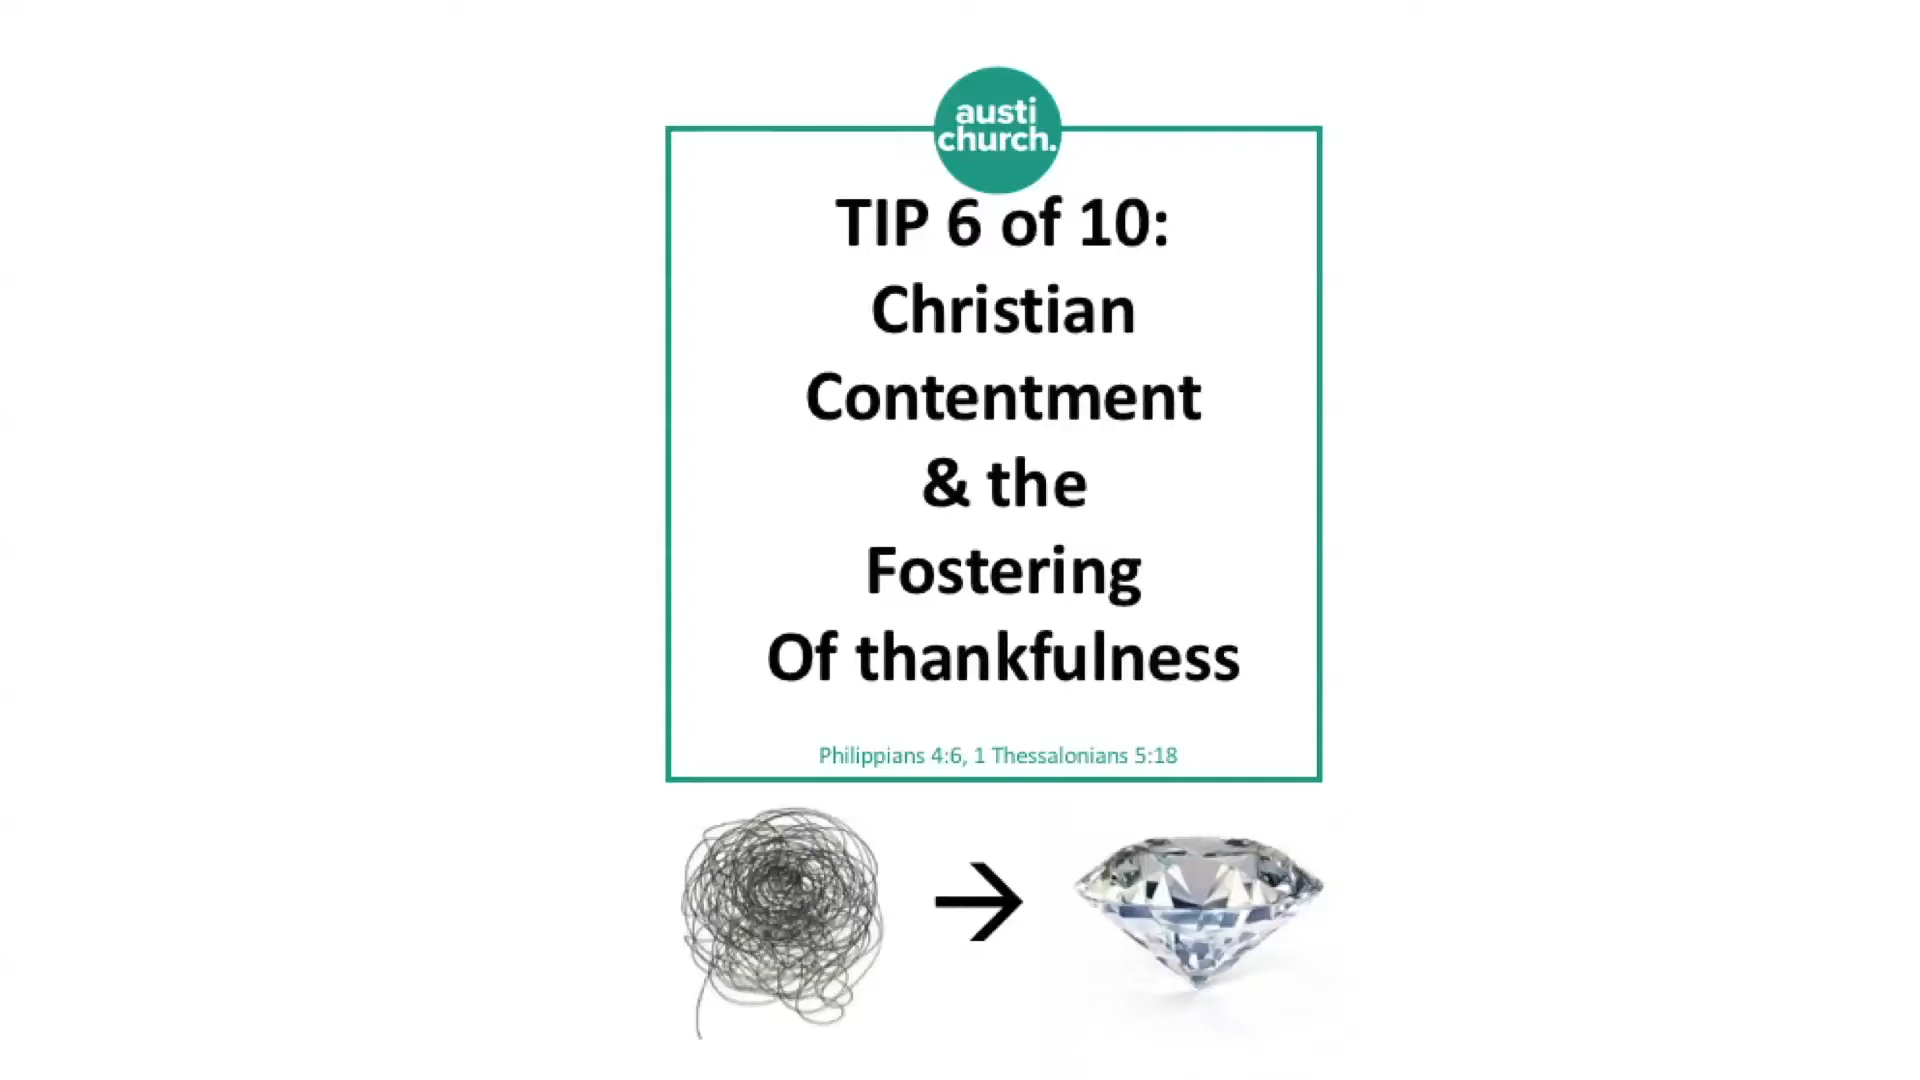 austi
church.
TIP 6 of 10:
Christian
Contentment
& the
Fostering
Of thankfulness
Philippians 4:6, 1 Thessalonians 5:18